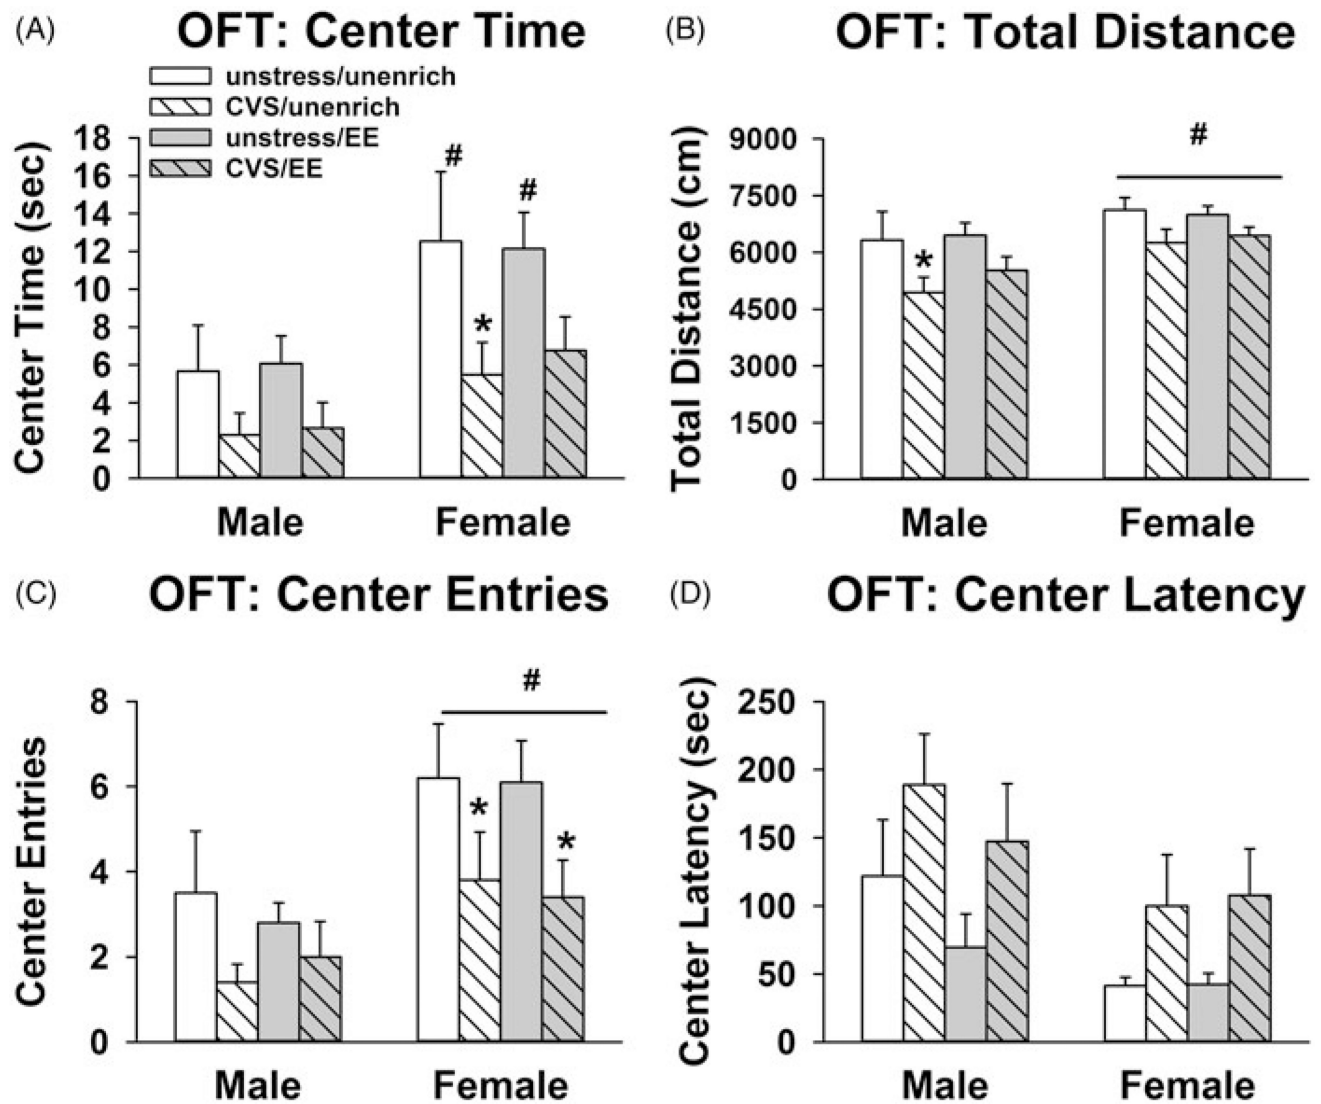 (A) OFT: Center Time
unstress/unenrich
CVS/unenrich
unstress/EE
CVS/EE
Center Time (sec)
18
16
14
12
10
8
6
4
2
0
#
#
*
Male Female
(B) OFT: Total Distance
Total Distance (cm)
9000
7500
6000
4500
3000
1500
0
#
*
Male Female
(C) OFT: Center Entries
Center Entries
8
6
4
2
0
#
*
*
Male Female
(D) OFT: Center Latency
Center Latency (sec)
250
200
150
100
50
0
Male Female